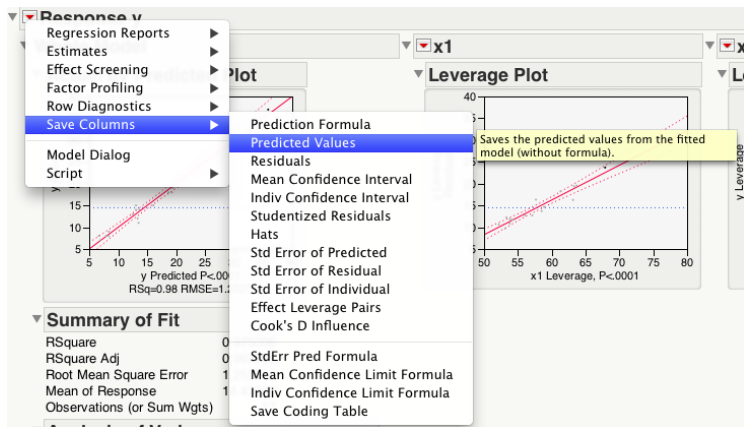 Response y
Regression Reports
Estimates
Effect Screening
Factor Profiling
Row Diagnostics
Save Columns
Model Dialog
Script
Plot
x1
Leverage Plot
40
Prediction Formula
Predicted Values
Residuals
Mean Confidence Interval
Indiv Confidence Interval
Studentized Residuals
Hats
Std Error of Predicted
Std Error of Residual
Std Error of Individual
Effect Leverage Pairs
Cook's D Influence
StdErr Pred Formula
Mean Confidence Limit Formula
Indiv Confidence Limit Formula
Save Coding Table
Saves the predicted values from the fitted
model (without formula).
y Leverage
15
10
5
5 10 15 20 25
y Predicted
RSq=0.98
50 55 60 65 70 75 80
x1 Leverage, P<.0001
Summary of Fit
RSquare
RSquare Adj
Root Mean Square Error
Mean of Response
Observations (or Sum Wgts)